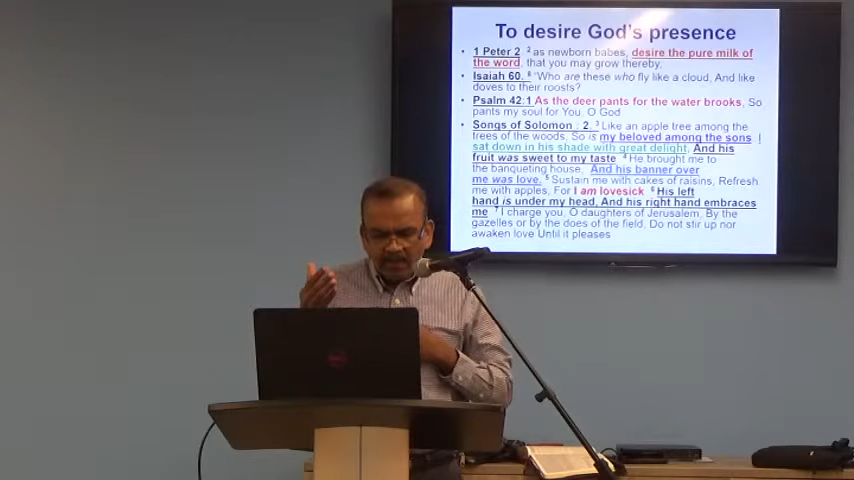 To desire God's presence
• 1 Peter 2 2 as newborn babes, desire the pure milk of
the word, that you may grow thereby,
• Isaiah 60. 8 "Who are these who fly like a cloud, And like
doves to their roosts?
• Psalm 42:1 As the deer pants for the water brooks, So
pants my soul for You, O God
• Songs of Solomon : 2. 3 Like an apple tree among the
trees of the woods, So is my beloved among the sons. I
sat down in his shade with great delight, And his
fruit was sweet to my taste 4 He brought me to
the banqueting house, And his banner over
me was love. 5 Sustain me with cakes of raisins, Refresh
me with apples, For I am lovesick 6 His left
hand is under my head, And his right hand embraces
me 7 I charge you, O daughters of Jerusalem, By the
gazelles or by the does of the field, Do not stir up nor
awaken love Until it pleases